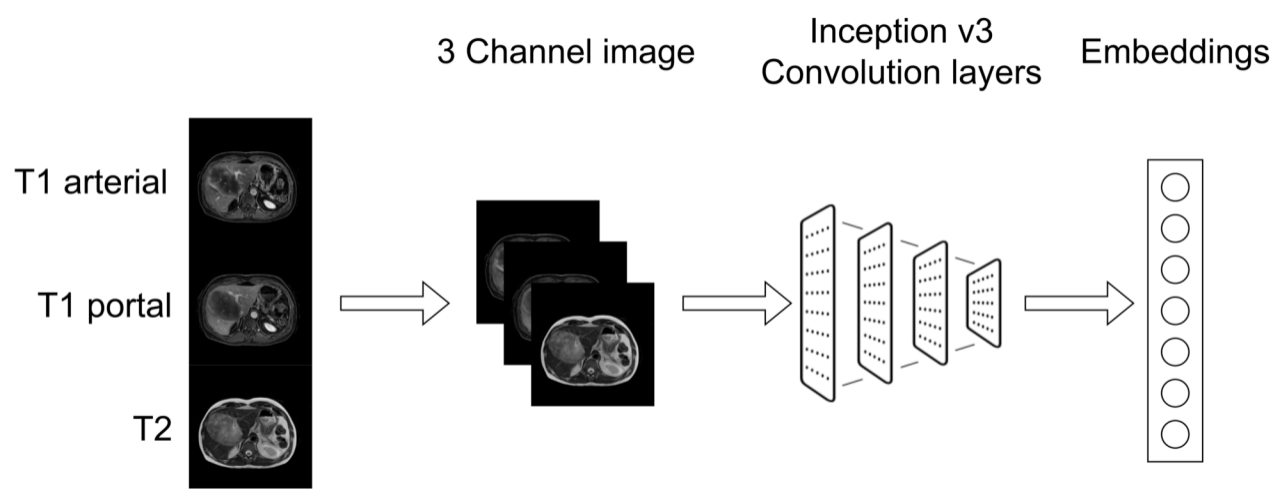 3 Channel image
Inception v3
Convolution layers
Embeddings
T1 arterial
T1 portal
T2